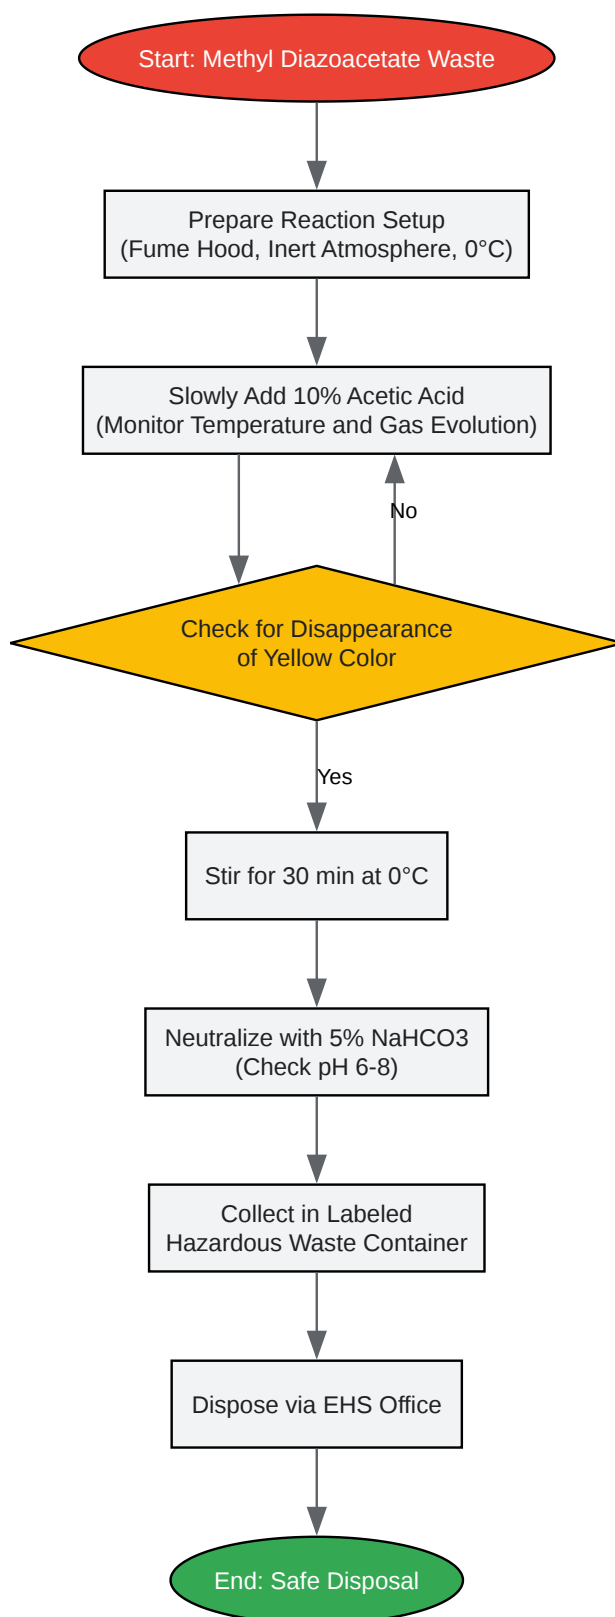 Start: Methyl Diazoacetate Waste
Prepare Reaction Setup
(Fume Hood, Inert Atmosphere, 0°C)
Slowly Add 10% Acetic Acid
(Monitor Temperature and Gas Evolution)
No
Check for Disappearance
of Yellow Color
Yes
Stir for 30 min at 0°C
Neutralize with 5% NaHCO3
(Check pH 6-8)
Collect in Labeled
Hazardous Waste Container
Dispose via EHS Office
End: Safe Disposal